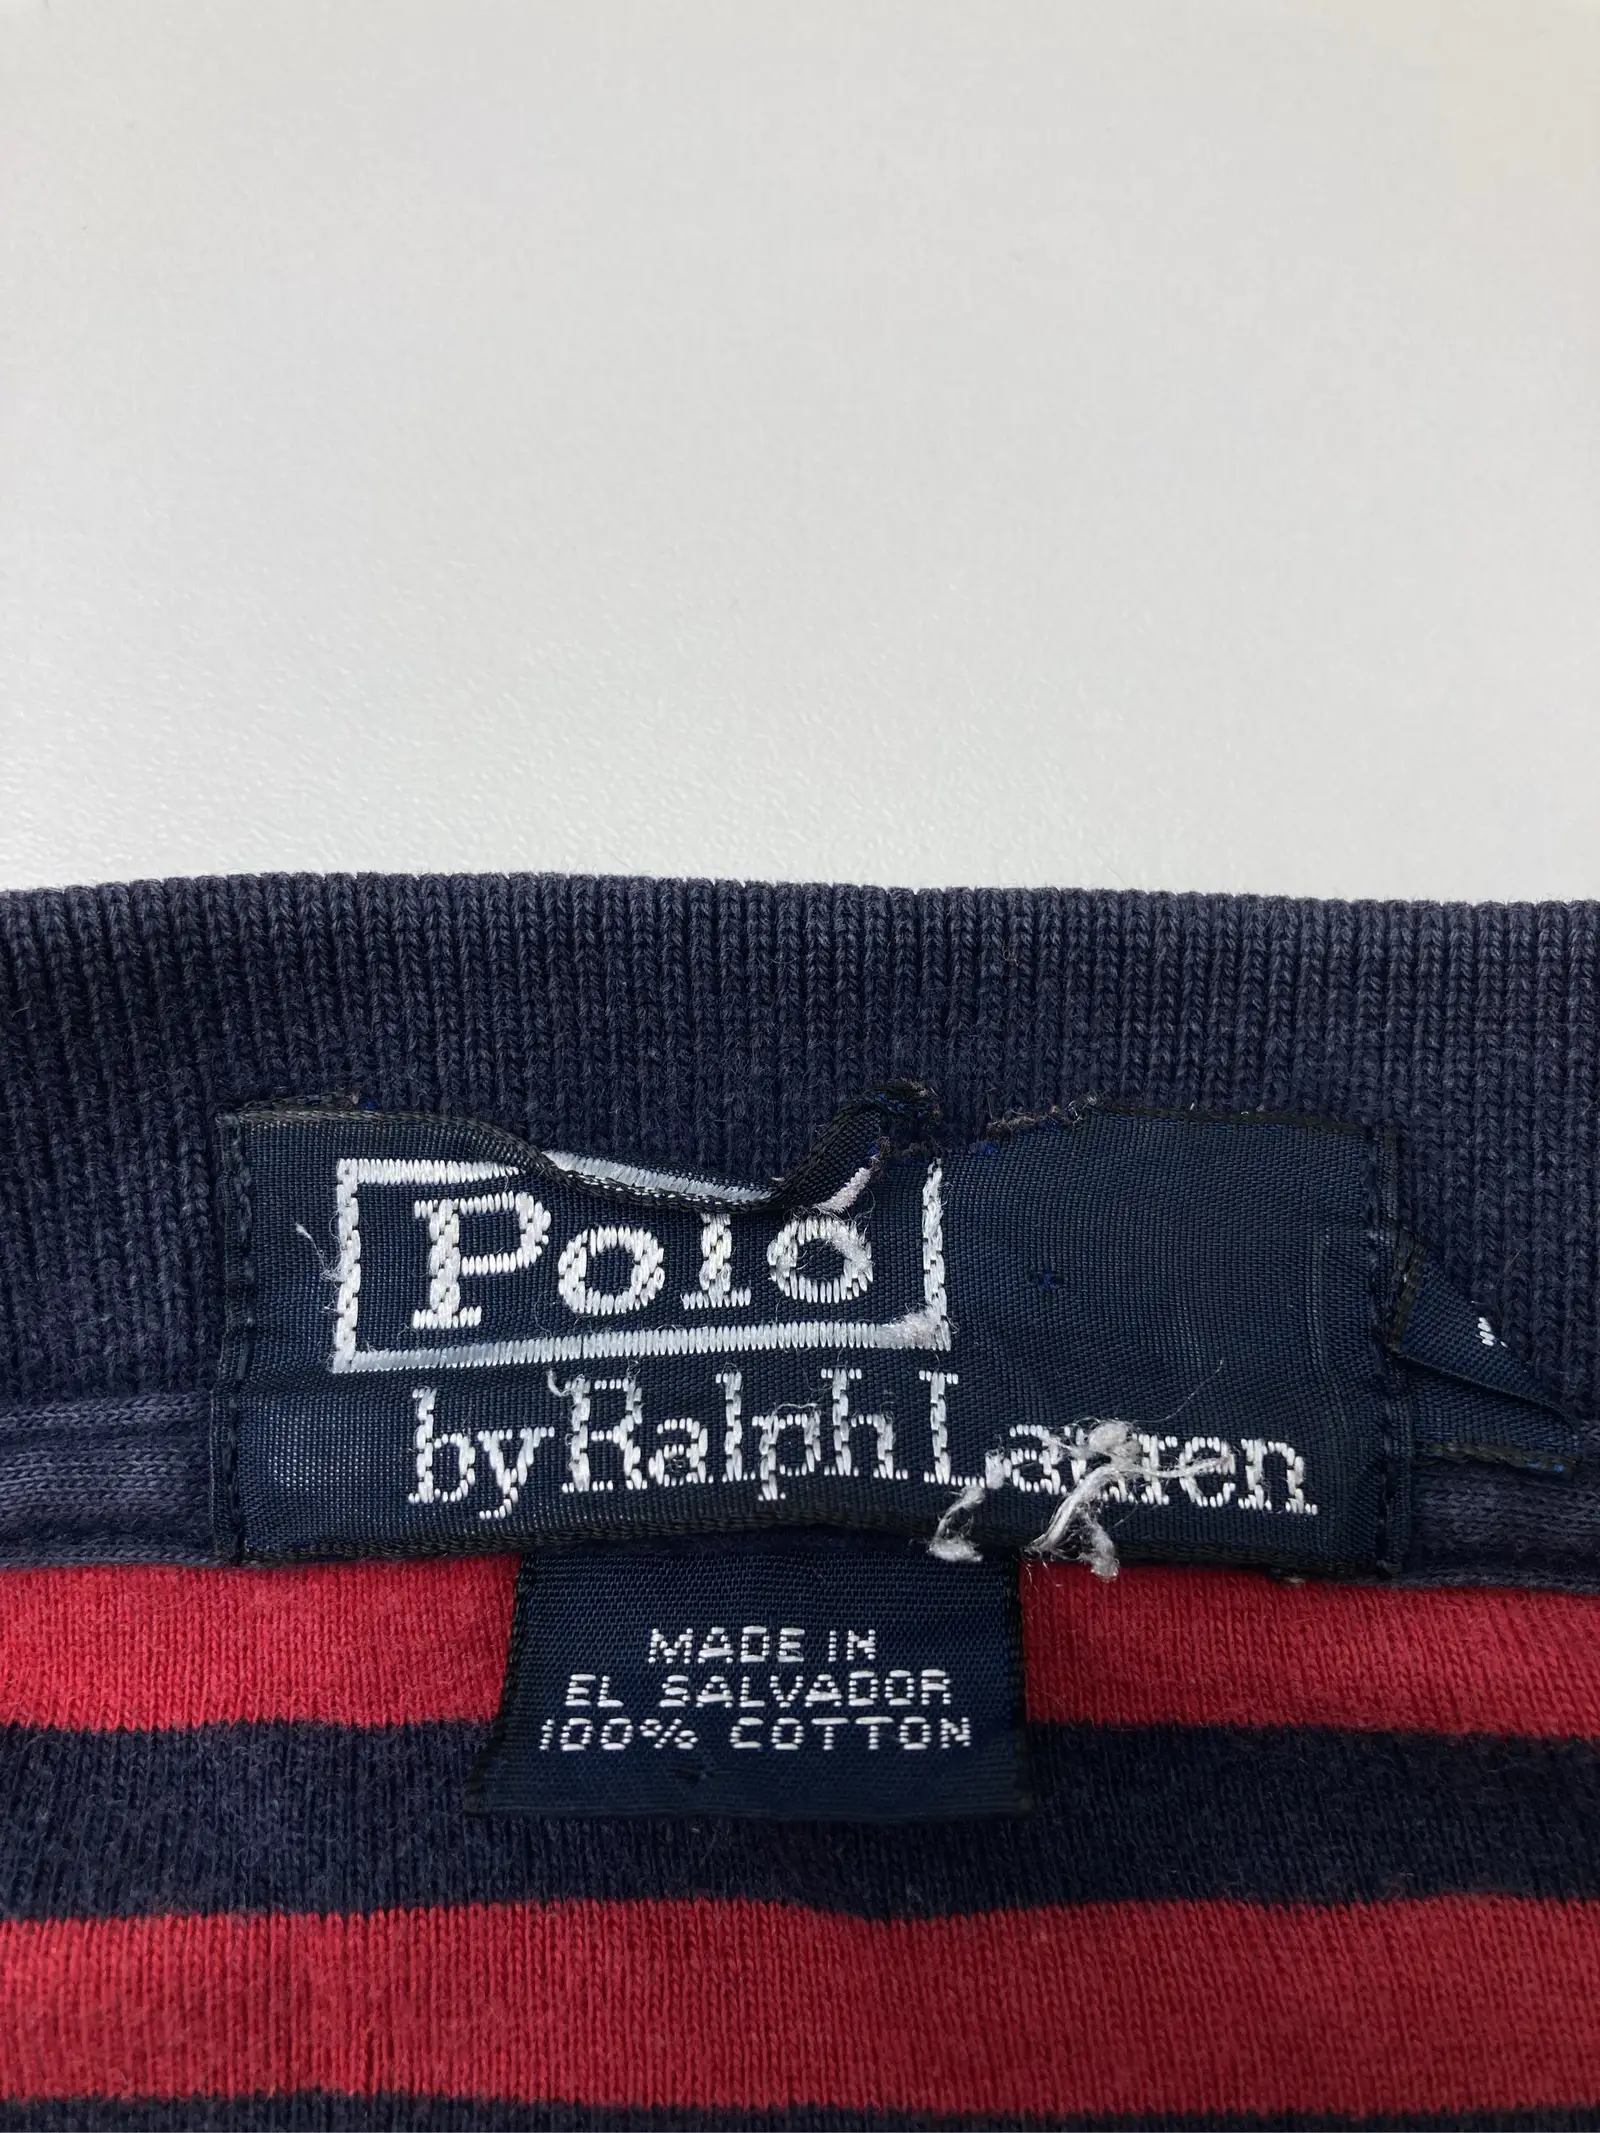 Polo
by Ralph Lauren
MADE IN
EL SALVADOR
100% COTTON